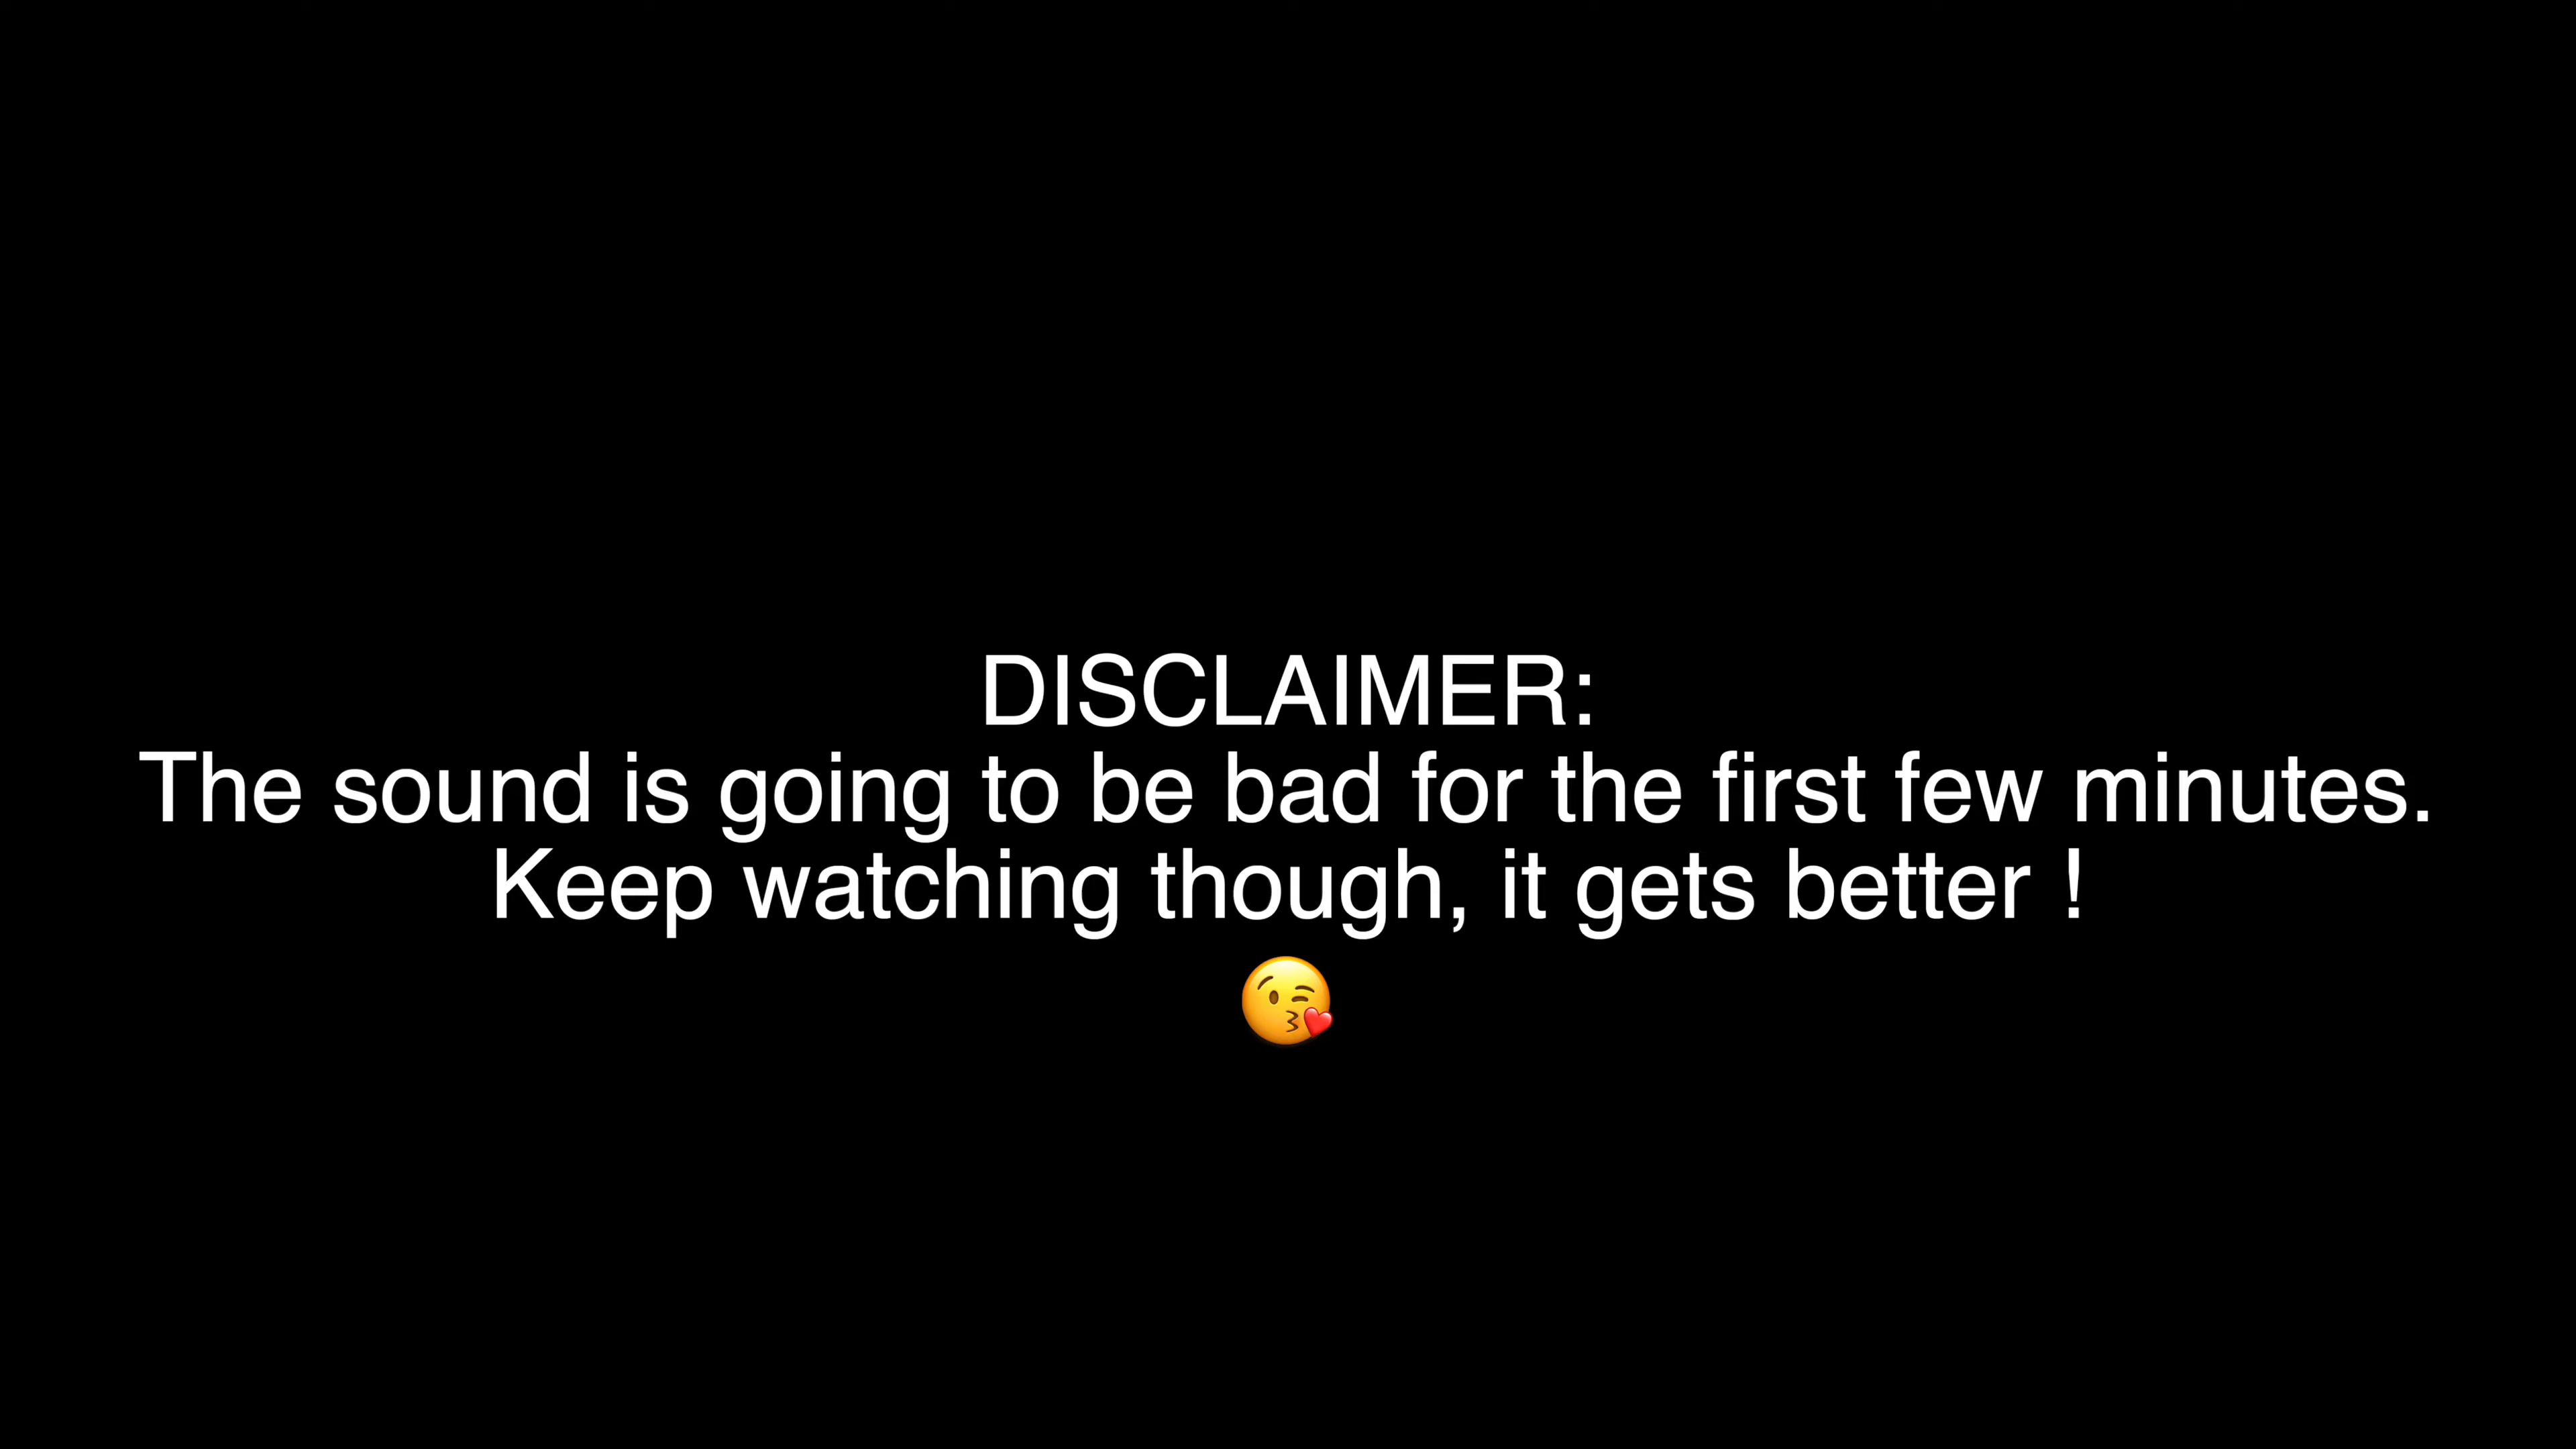 DISCLAIMER:
The sound is going to be bad for the first few minutes.
Keep watching though, it gets better !
😘